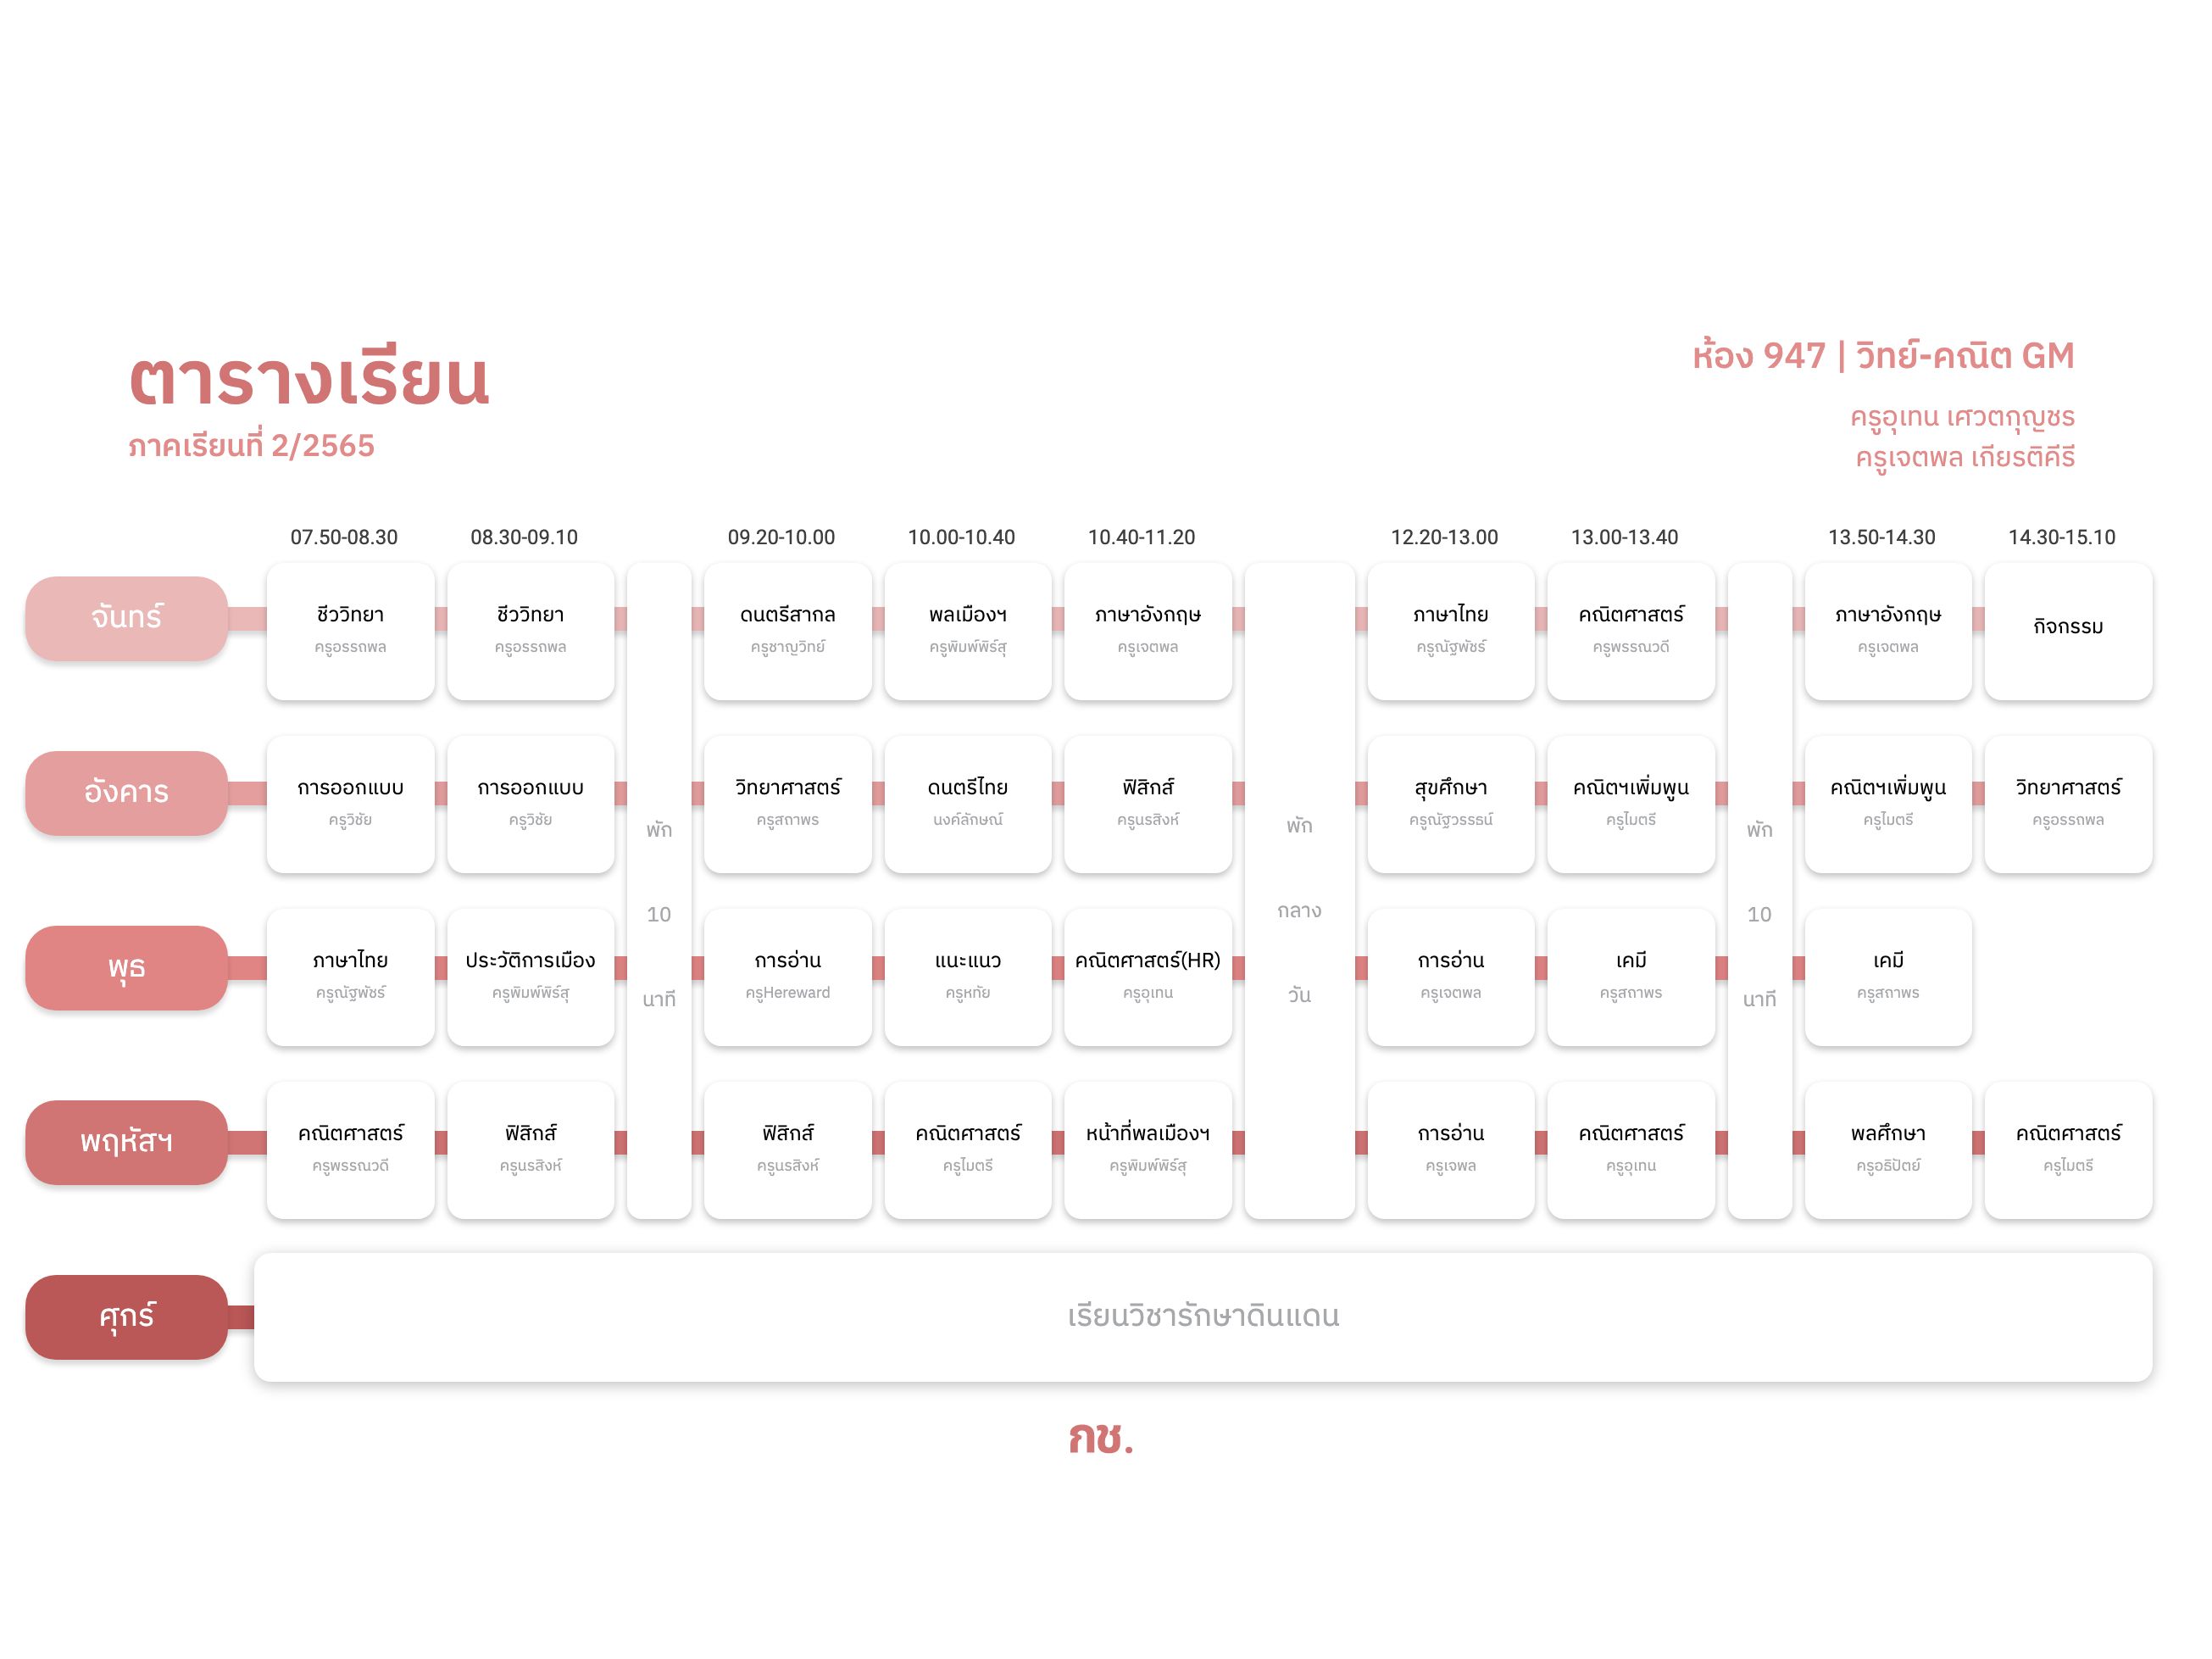 ตารางเรียน
ภาคเรียนที่ 2/2565
ห้อง 947 | วิทย์-คณิต GM
ครูอุเทน เศวตกุญชร
ครูเจตพล เกียรติคีรี
07.50-08.30 08.30-09.10 09.20-10.00 10.00-10.40 10.40-11.20 12.20-13.00 13.00-13.40 13.50-14.30 14.30-15.10
จันทร์
ชีววิทยา ชีววิทยา ดนตรีสากล พลเมืองฯ ภาษาอังกฤษ ภาษาไทย คณิตศาสตร์ ภาษาอังกฤษ กิจกรรม
ครูอรรถพล ครูอรรถพล ครูชาญวิทย์ ครูพิมพ์พิร์สุ ครูเจตพล ครูณัฐพัชร์ ครูพรรณวดี ครูเจตพล
อังคาร
การออกแบบ การออกแบบ วิทยาศาสตร์ ดนตรีไทย ฟิสิกส์ สุขศึกษา คณิตฯเพิ่มพูน คณิตฯเพิ่มพูน วิทยาศาสตร์
ครูวิชัย ครูวิชัย ครูสถาพร นงค์ลักษณ์ ครูนรสิงห์ ครูณัฐวรรธน์ ครูไมตรี ครูไมตรี ครูอรรถพล
พัก
10
นาที
พัก
กลาง
วัน
พัก
10
นาที
พุธ
ภาษาไทย ประวัติการเมือง การอ่าน แนะแนว คณิตศาสตร์(HR) การอ่าน เคมี เคมี
ครูณัฐพัชร์ ครูพิมพ์พิร์สุ ครูHereward ครูหทัย ครูอุเทน ครูเจตพล ครูสถาพร ครูสถาพร
พฤหัสฯ
คณิตศาสตร์ ฟิสิกส์ ฟิสิกส์ คณิตศาสตร์ หน้าที่พลเมืองฯ การอ่าน คณิตศาสตร์ พลศึกษา คณิตศาสตร์
ครูพรรณวดี ครูนรสิงห์ ครูนรสิงห์ ครูไมตรี ครูพิมพ์พิร์สุ ครูเจพล ครูอุเทน ครูอธิปัตย์ ครูไมตรี
ศุกร์
เรียนวิชารักษาดินแดน
กช.